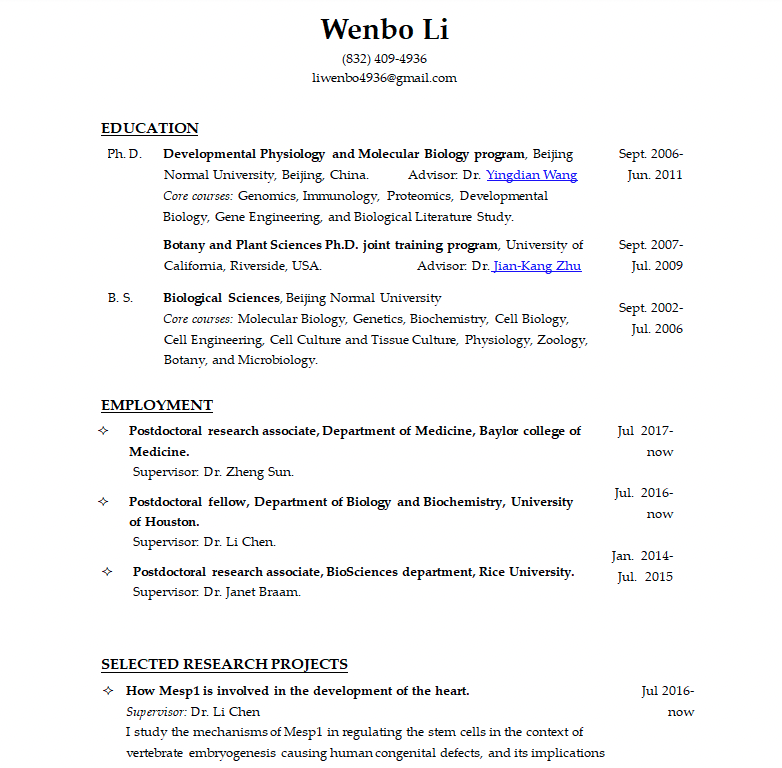 Wenbo Li
(832) 409-4936
liwenbo4936@gmail.com
EDUCATION
Ph. D. Developmental Physiology and Molecular Biology program, Beijing Sept. 2006-
Normal University, Beijing, China. Advisor: Dr. Yingdian Wang Jun. 2011
Core courses: Genomics, Immunology, Proteomics, Developmental
Biology, Gene Engineering, and Biological Literature Study.
Botany and Plant Sciences Ph.D. joint training program, University of Sept. 2007-
California, Riverside, USA. Advisor: Dr. Jian-Kang Zhu Jul. 2009
B. S. Biological Sciences, Beijing Normal University
Sept. 2002-
Core courses: Molecular Biology, Genetics, Biochemistry, Cell Biology,
Jul. 2006
Cell Engineering, Cell Culture and Tissue Culture, Physiology, Zoology,
Botany, and Microbiology.
EMPLOYMENT
✧ Postdoctoral research associate, Department of Medicine, Baylor college of Jul 2017-
Medicine. now
Supervisor: Dr. Zheng Sun.
Jul. 2016-
✧ Postdoctoral fellow, Department of Biology and Biochemistry, University
now
of Houston.
Supervisor: Dr. Li Chen.
Jan. 2014-
✧ Postdoctoral research associate, BioSciences department, Rice University. Jul. 2015
Supervisor: Dr. Janet Braam.
SELECTED RESEARCH PROJECTS
✧ How Mesp1 is involved in the development of the heart. Jul 2016-
Supervisor: Dr. Li Chen now
I study the mechanisms of Mesp1 in regulating the stem cells in the context of
vertebrate embryogenesis causing human congenital defects, and its implications